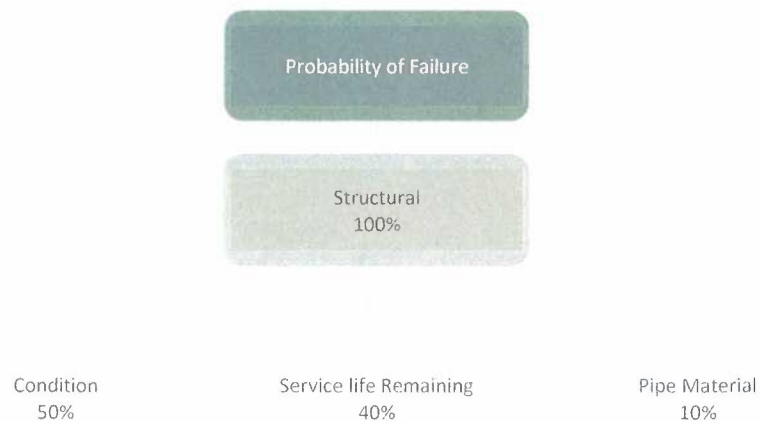 Probability of Failure
Structural
100%
Condition
50%
Service life Remaining
40%
Pipe Material
10%